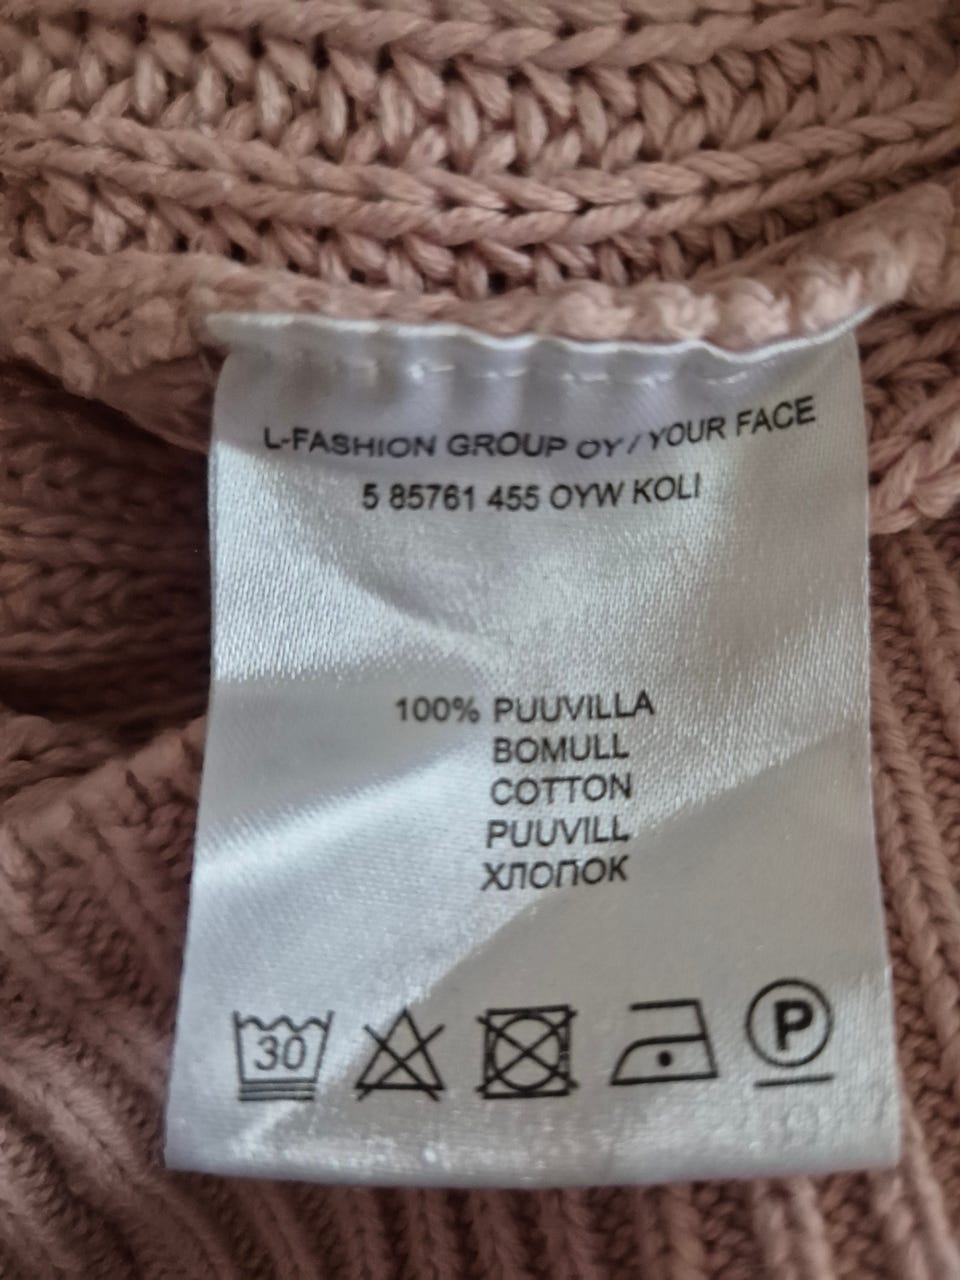 L-FASHION GROUP OY / YOUR FACE
5 85761 455 OYW KOLI
100% PUUVILLA
BOMULL
COTTON
PUUVILL
ХЛОПОК
30 P